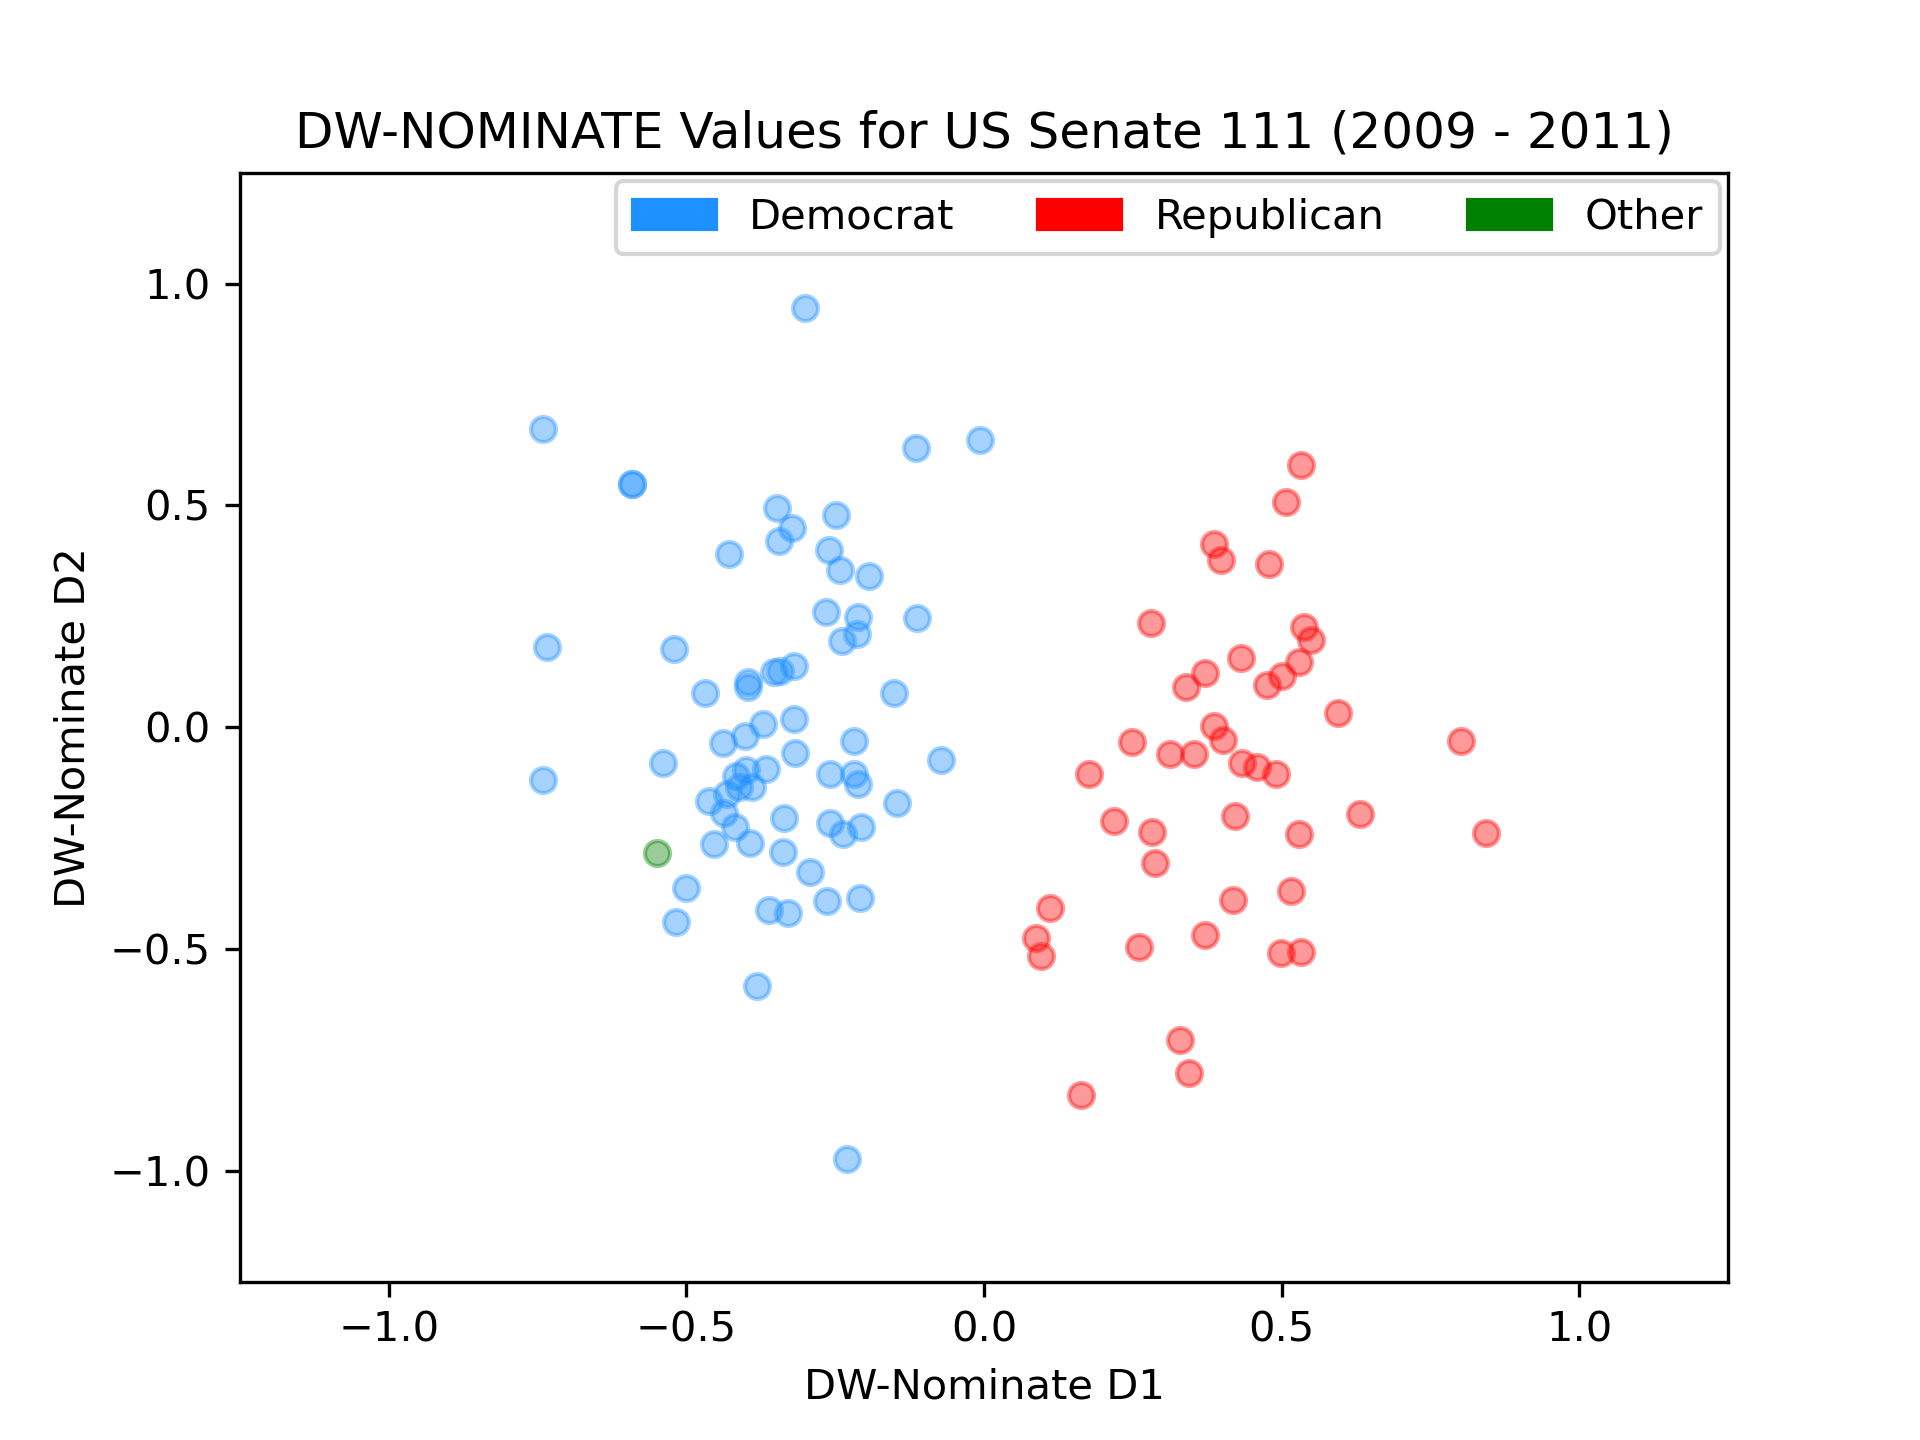 DW-NOMINATE Values for US Senate 111 (2009 - 2011)
Democrat Republican Other
1.0
0.5
0.0
−0.5
−1.0
DW-Nominate D2
−1.0 −0.5 0.0 0.5 1.0
DW-Nominate D1